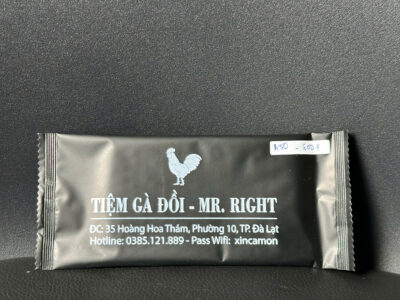 TIỆM GÀ ĐỒI - MR. RIGHT
ĐC: 35 Hoàng Hoa Thám, Phường 10, TP. Đà Lạt
Hotline: 0385.121.889 - Pass Wifi: xincamon